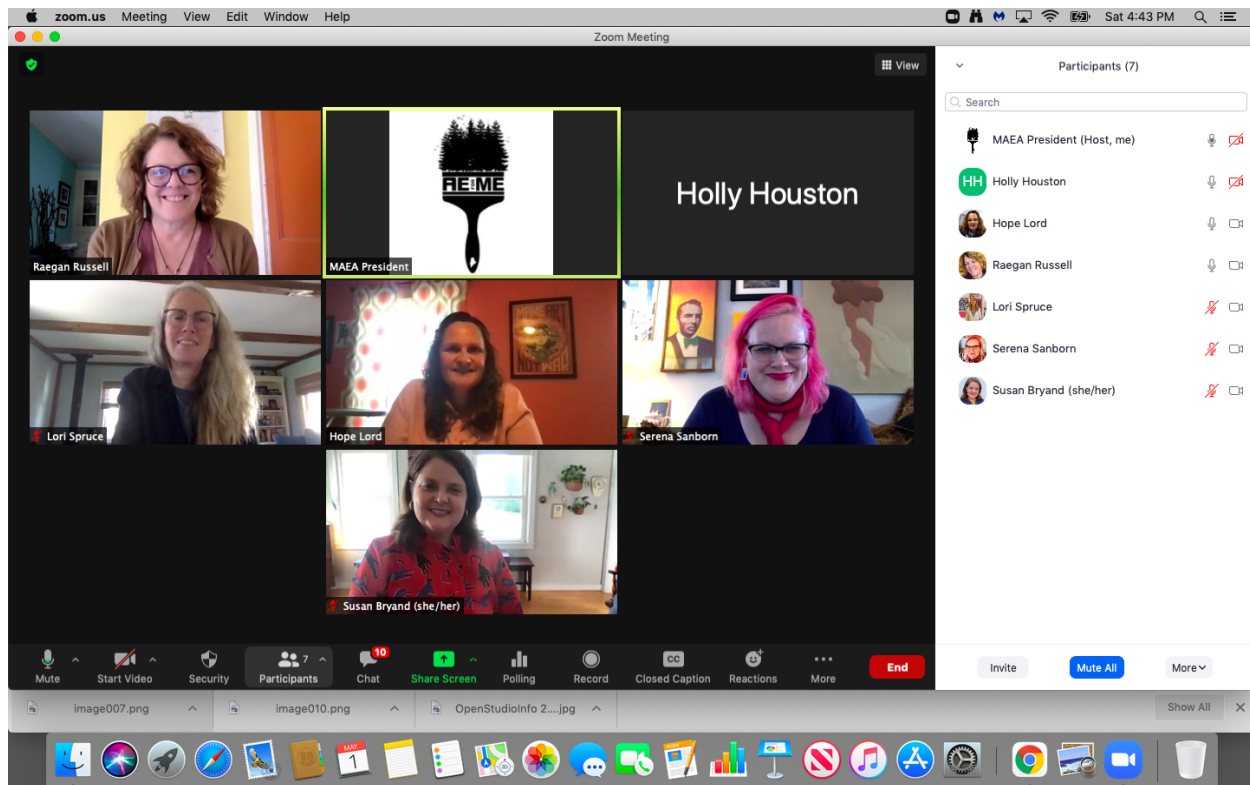 zoom.us Meeting View Edit Window Help Sat 4:43 PM
Zoom Meeting
View
Participants (7)
Search
Raegan Russell
RE:ME
MAEA President
Holly Houston
Lori Spruce
MAKE ART
NOT WAR
Hope Lord
Serena Sanborn
Susan Bryand (she/her)
MAEA President (Host, me)
HH Holly Houston
Hope Lord
Raegan Russell
Lori Spruce
Serena Sanborn
Susan Bryand (she/her)
Mute
Start Video
Security
7
Participants
10
Chat
Share Screen
Polling
Record
CC
Closed Caption
Reactions
More
End
Invite
Mute All
More
image007.png
image010.png
OpenStudioInfo 2....jpg
Show All
MAY
1